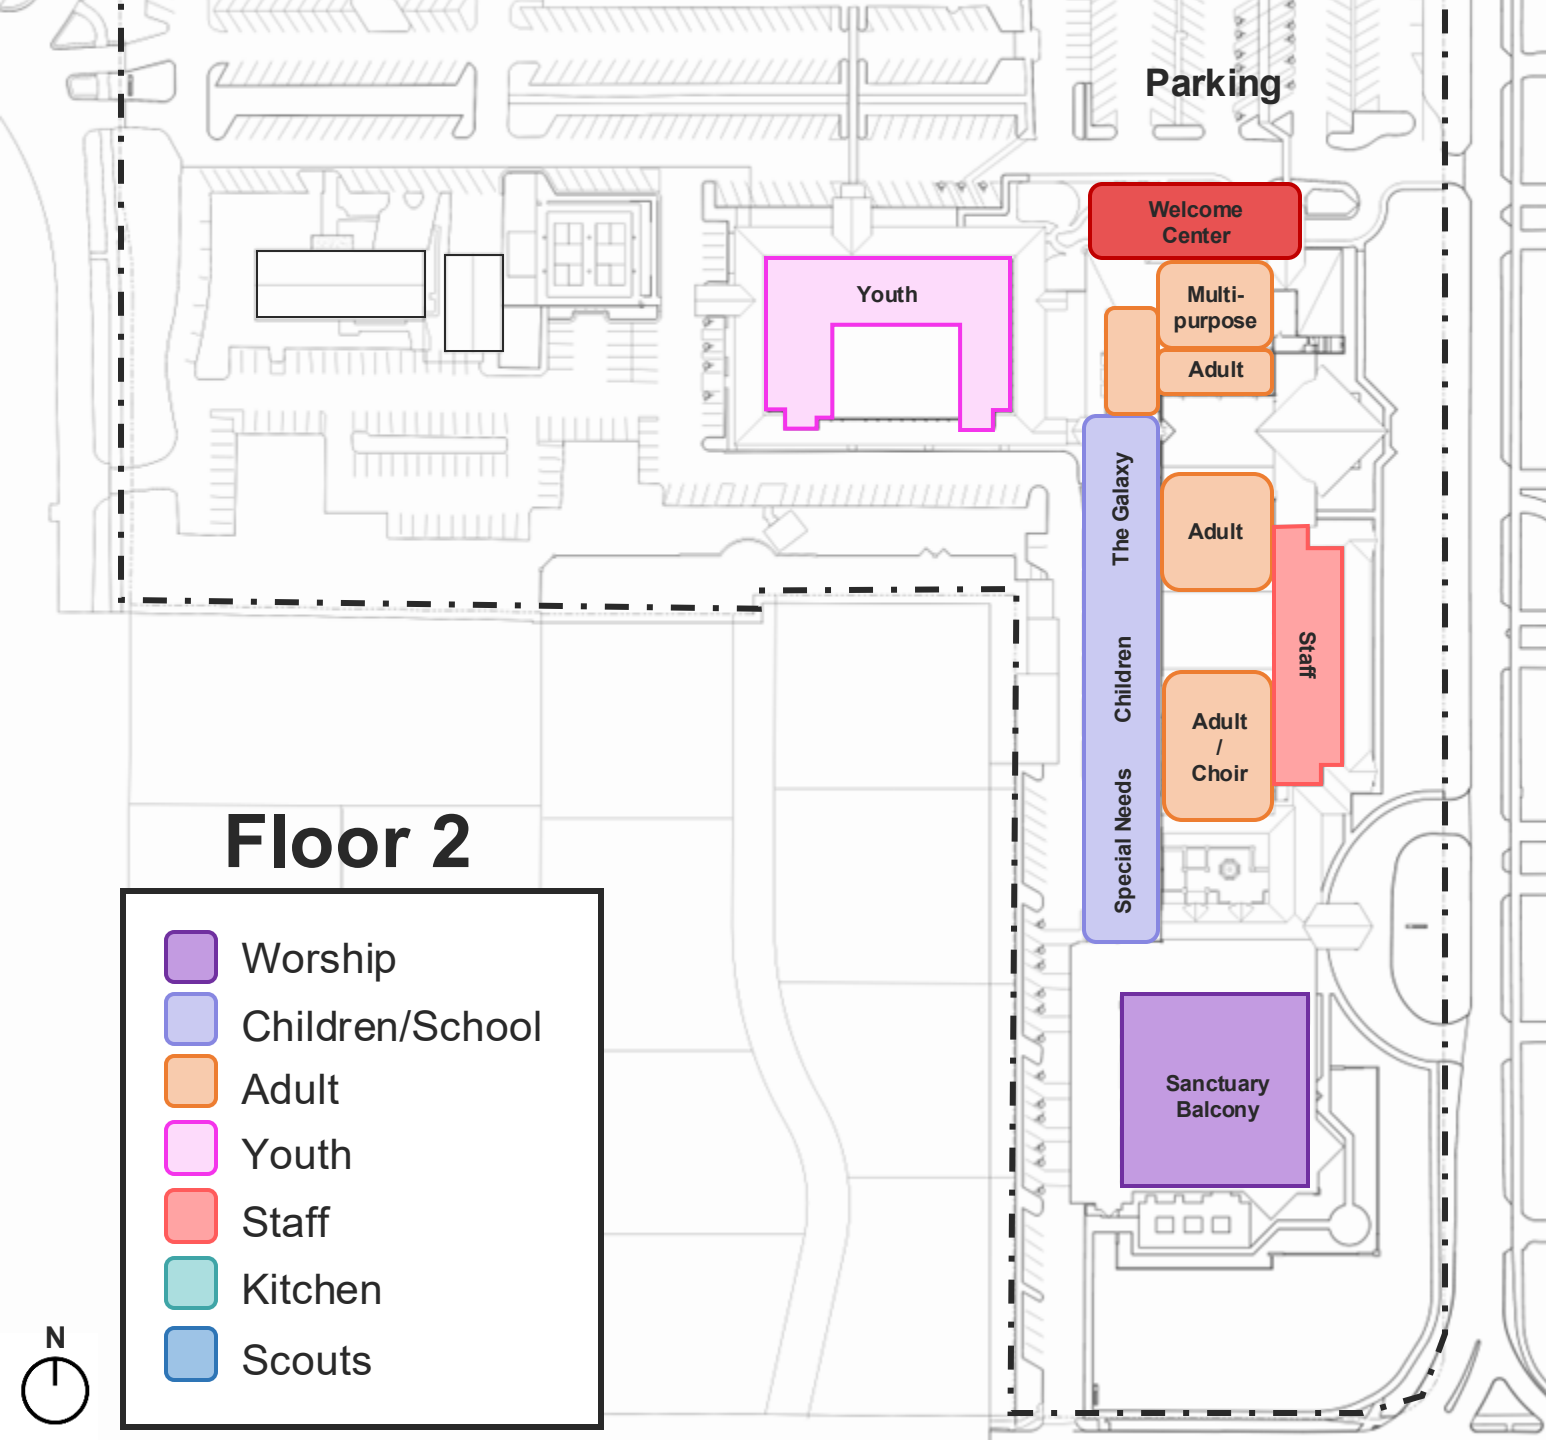 Parking
Welcome
Center
Multi-
purpose
Youth
Adult
The Galaxy
Adult
Children
Staff
Adult
/
Choir
Special Needs
Sanctuary
Balcony
Floor 2
Worship
Children/School
Adult
Youth
Staff
Kitchen
Scouts
N